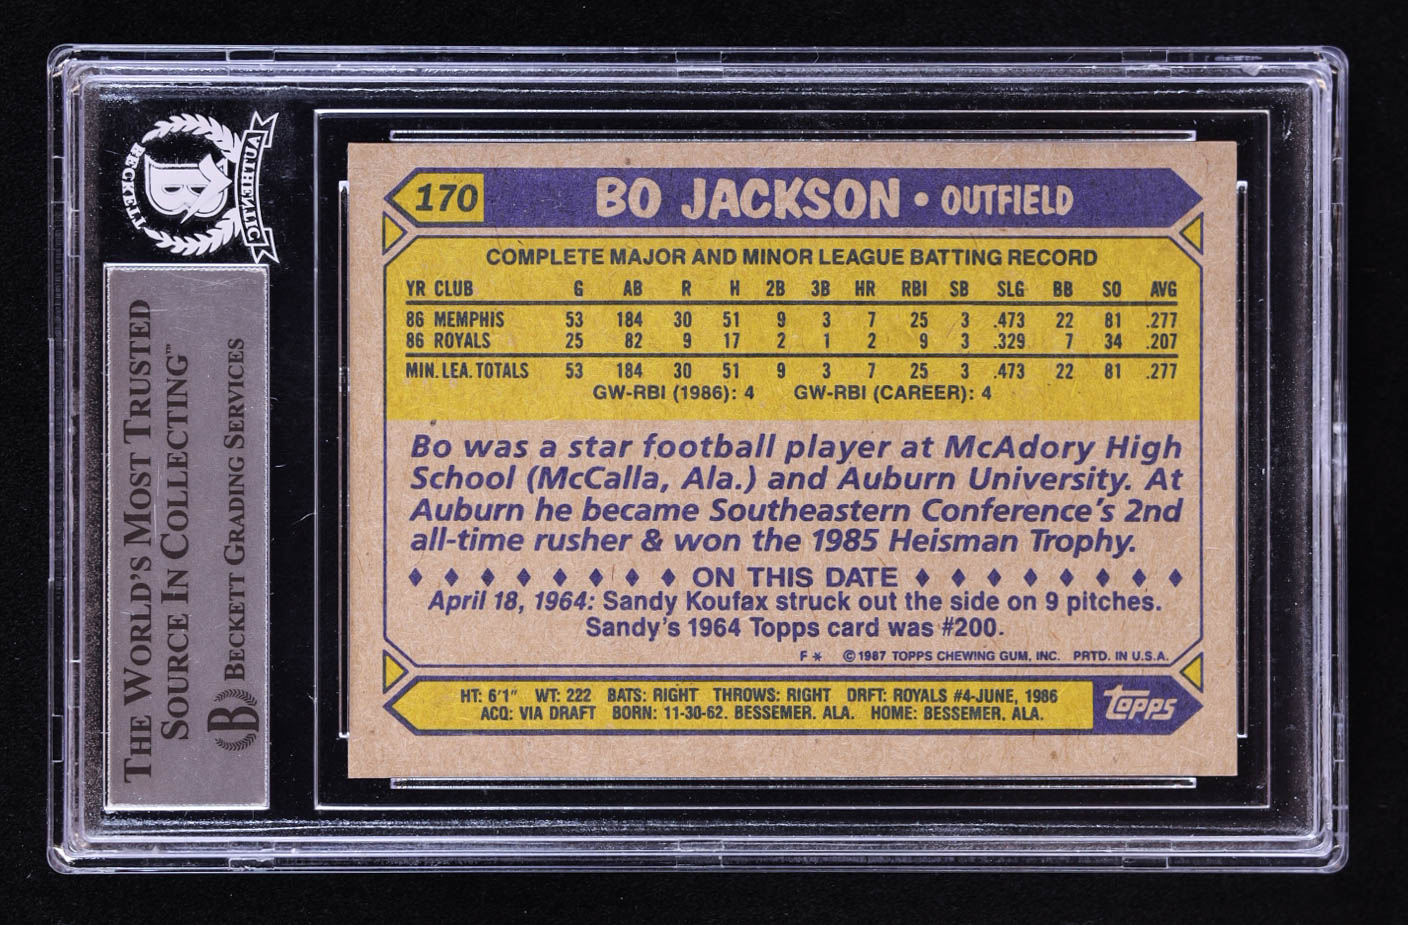 170 BO JACKSON • OUTFIELD
COMPLETE MAJOR AND MINOR LEAGUE BATTING RECORD
YR CLUB G AB R H 2B 3B HR RBI SB SLG BB SO AVG
86 MEMPHIS 53 184 30 51 9 3 7 25 3 .473 22 81 .277
86 ROYALS 25 82 9 17 2 1 2 9 3 .329 7 34 .207
MIN. LEA. TOTALS 53 184 30 51 9 3 7 25 3 .473 22 81 .277
GW-RBI (1986): 4 GW-RBI (CAREER): 4
Bo was a star football player at McAdory High
School (McCalla, Ala.) and Auburn University. At
Auburn he became Southeastern Conference's 2nd
all-time rusher & won the 1985 Heisman Trophy.
ON THIS DATE
April 18, 1964: Sandy Koufax struck out the side on 9 pitches.
Sandy's 1964 Topps card was #200.
F * © 1987 TOPPS CHEWING GUM, INC. PRTD. IN U.S.A.
HT: 6'1" WT: 222 BATS: RIGHT THROWS: RIGHT DRFT: ROYALS #4-JUNE, 1986
ACQ: VIA DRAFT BORN: 11-30-62, BESSEMER, ALA. HOME: BESSEMER, ALA.
topps
BECKETT
B
AUTHENTIC
THE WORLD'S MOST TRUSTED
SOURCE IN COLLECTING™
B BECKETT GRADING SERVICES